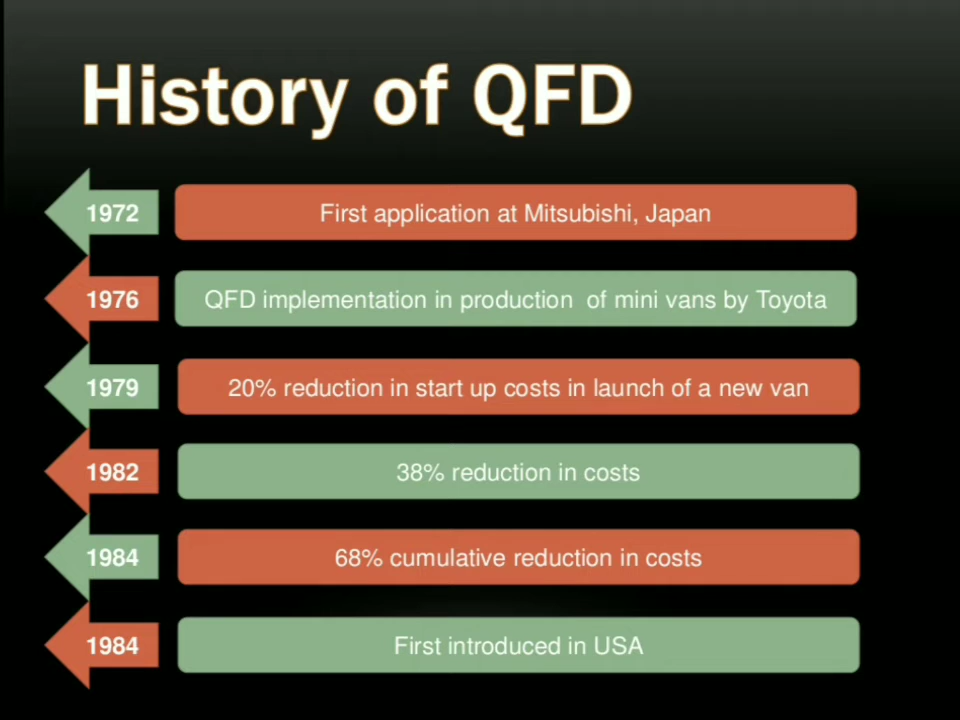 History of QFD
1972 First application at Mitsubishi, Japan
1976 QFD implementation in production of mini vans by Toyota
1979 20% reduction in start up costs in launch of a new van
1982 38% reduction in costs
1984 68% cumulative reduction in costs
1984 First introduced in USA